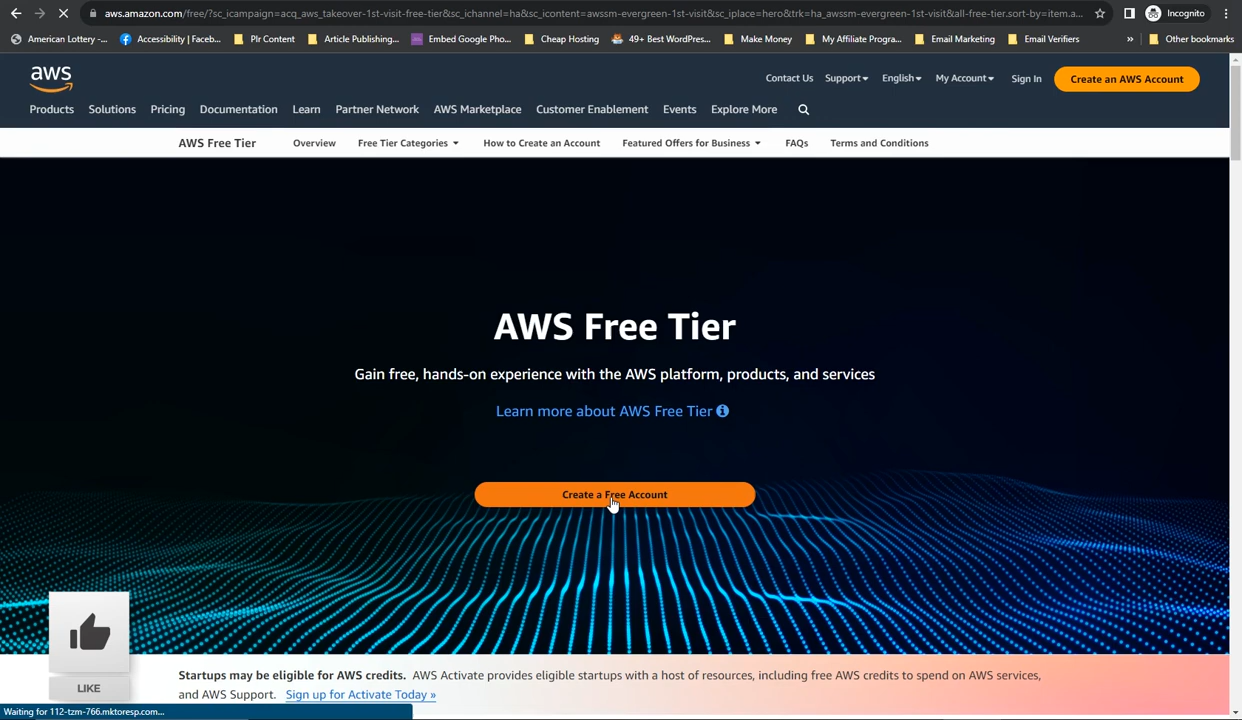 aws.amazon.com/free/?sc_icampaign=acq_aws_takeover-1st-visit-free-tier&sc_ichannel=ha&sc_icontent=awssm-evergreen-1st-visit&sc_iplace=hero&trk=ha_awssm-evergreen-1st-visit&all-free-tier.sort-by=item.a... Incognito
American Lottery -... Accessibility | Faceb... Plr Content Article Publishing... Embed Google Pho... Cheap Hosting 49+ Best WordPres... Make Money My Affiliate Progra... Email Marketing Email Verifiers » Other bookmarks
aws
Contact Us Support English My Account Sign In Create an AWS Account
Products Solutions Pricing Documentation Learn Partner Network AWS Marketplace Customer Enablement Events Explore More
AWS Free Tier Overview Free Tier Categories How to Create an Account Featured Offers for Business FAQs Terms and Conditions
AWS Free Tier
Gain free, hands-on experience with the AWS platform, products, and services
Learn more about AWS Free Tier
Create a Free Account
Startups may be eligible for AWS credits. AWS Activate provides eligible startups with a host of resources, including free AWS credits to spend on AWS services,
and AWS Support. Sign up for Activate Today »
LIKE
Waiting for 112-tzm-766.mktoresp.com...